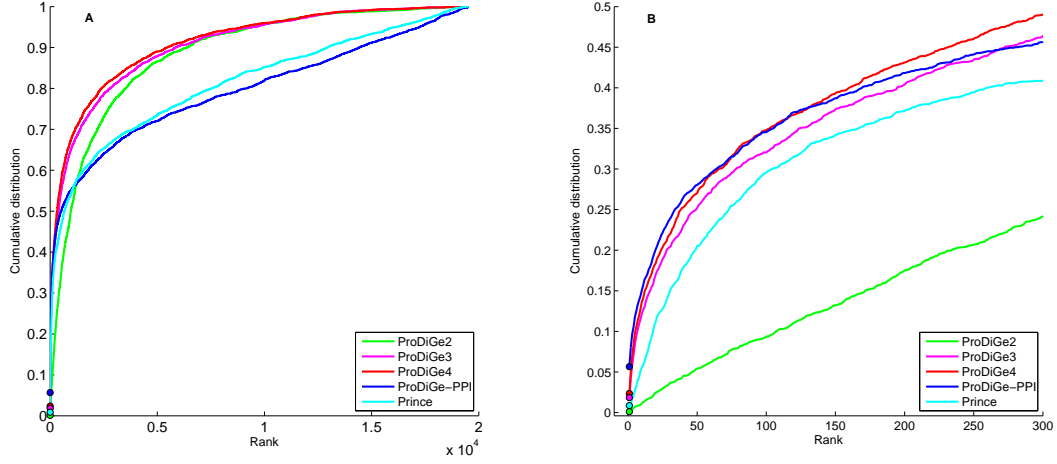 A
Cumulative distribution
1
0.9
0.8
0.7
0.6
0.5
0.4
0.3
0.2
0.1
0
ProDiGe2
ProDiGe3
ProDiGe4
ProDiGe−PPI
Prince
0 0.5 1 1.5 2
Rank
x 10^4
B
Cumulative distribution
0.5
0.45
0.4
0.35
0.3
0.25
0.2
0.15
0.1
0.05
0
ProDiGe2
ProDiGe3
ProDiGe4
ProDiGe−PPI
Prince
0 50 100 150 200 250 300
Rank